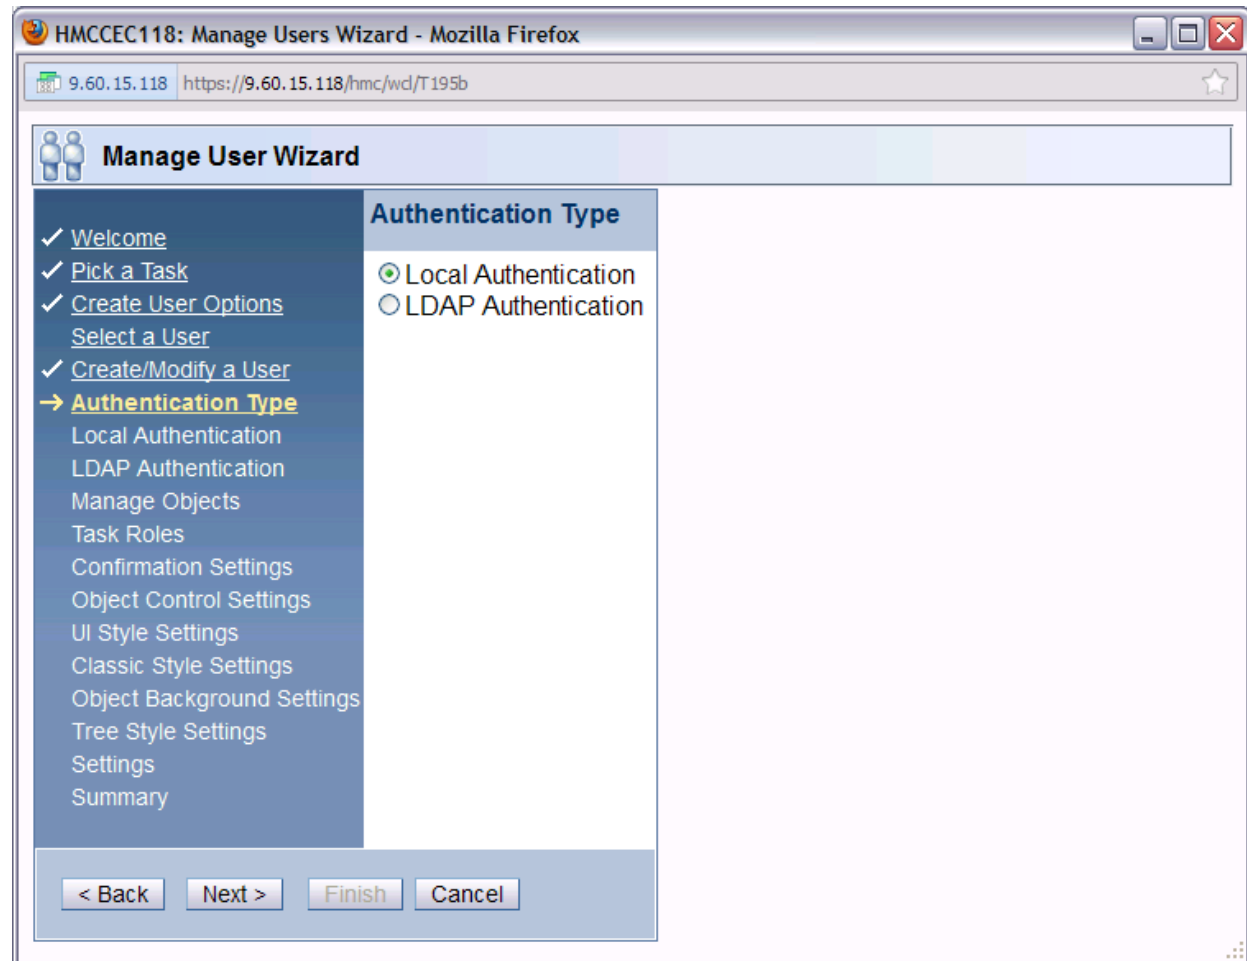 HMCCEC118: Manage Users Wizard - Mozilla Firefox
9.60.15.118 https://9.60.15.118/hmc/wcl/T195b
Manage User Wizard
Welcome
Pick a Task
Create User Options
Select a User
Create/Modify a User
Authentication Type
Local Authentication
LDAP Authentication
Manage Objects
Task Roles
Confirmation Settings
Object Control Settings
UI Style Settings
Classic Style Settings
Object Background Settings
Tree Style Settings
Settings
Summary
Authentication Type
Local Authentication
LDAP Authentication
< Back Next > Finish Cancel